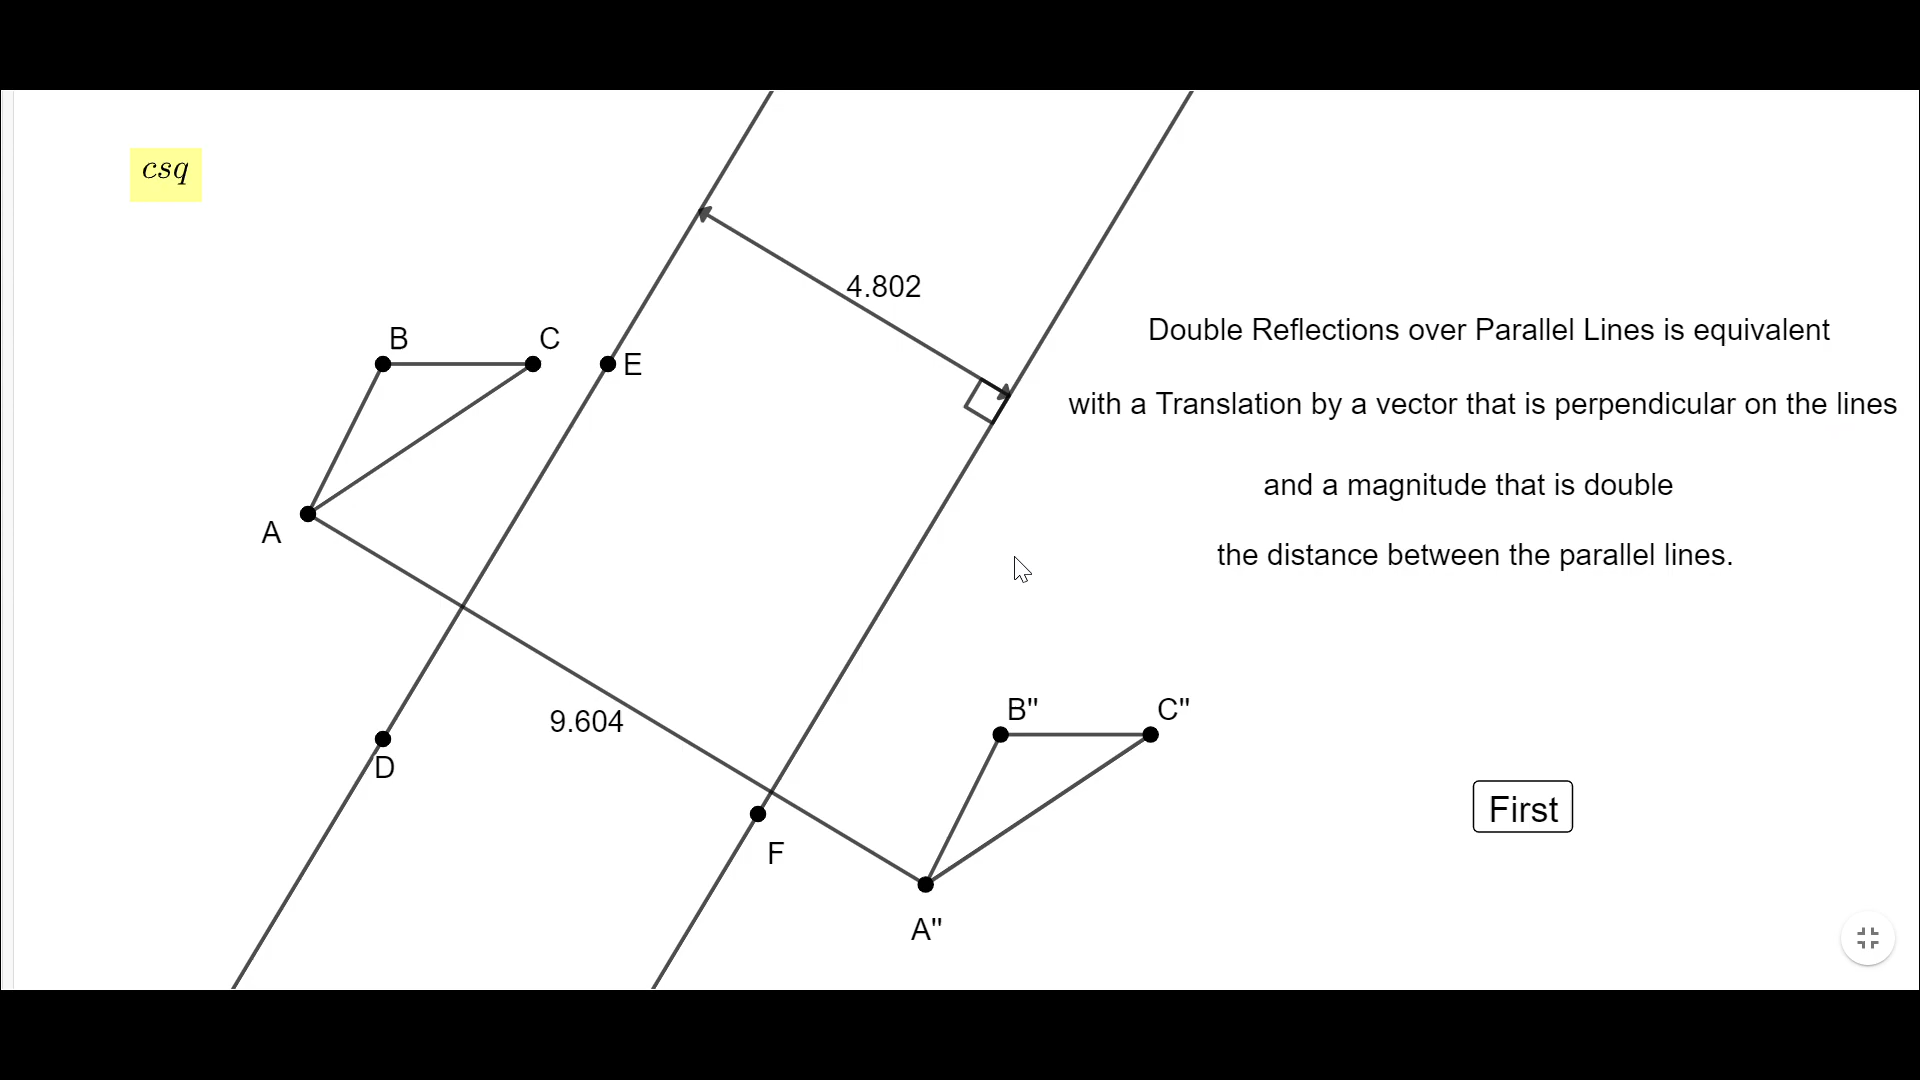 csq
4.802
B
C
E
Double Reflections over Parallel Lines is equivalent
with a Translation by a vector that is perpendicular on the lines
and a magnitude that is double
the distance between the parallel lines.
A
9.604
B"
C"
D
First
F
A"